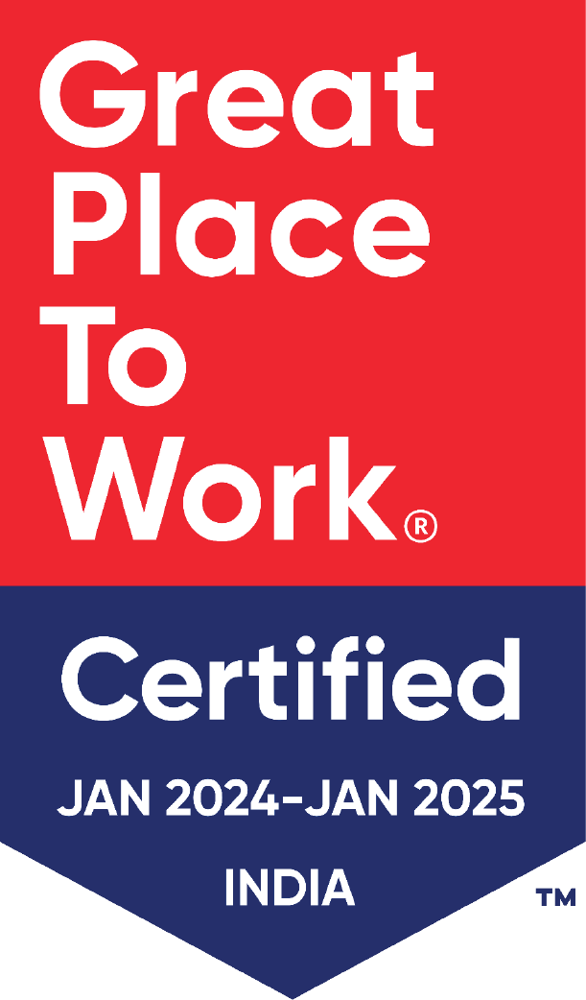 Great
Place
To
Work®
Certified
JAN 2024-JAN 2025
INDIA
TM